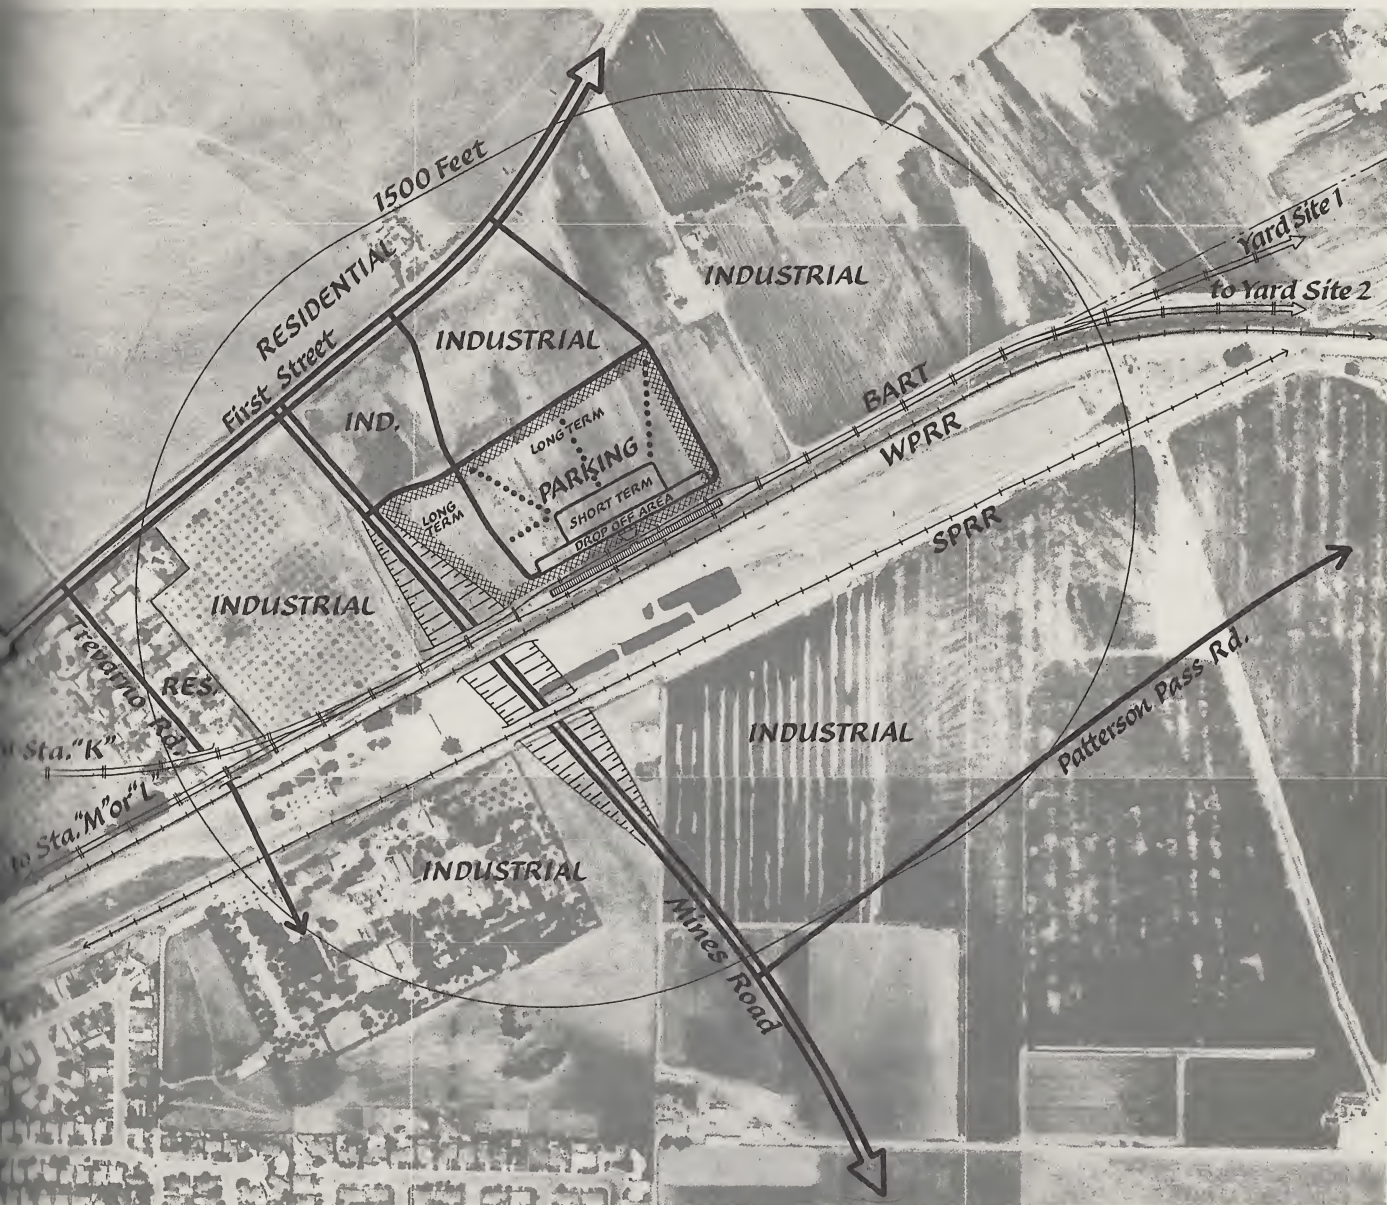 1500 Feet
RESIDENTIAL
First Street
INDUSTRIAL
INDUSTRIAL
IND.
LONG TERM
PARKING
SHORT TERM
DROP OFF AREA
LONG
TERM
Yard Site 1
to Yard Site 2
BART
WPRR
SPRR
INDUSTRIAL
Trevarno Rd.
RES.
Sta. "K"
to Sta. "M" or "L"
INDUSTRIAL
INDUSTRIAL
Patterson Pass Rd.
Mines Road